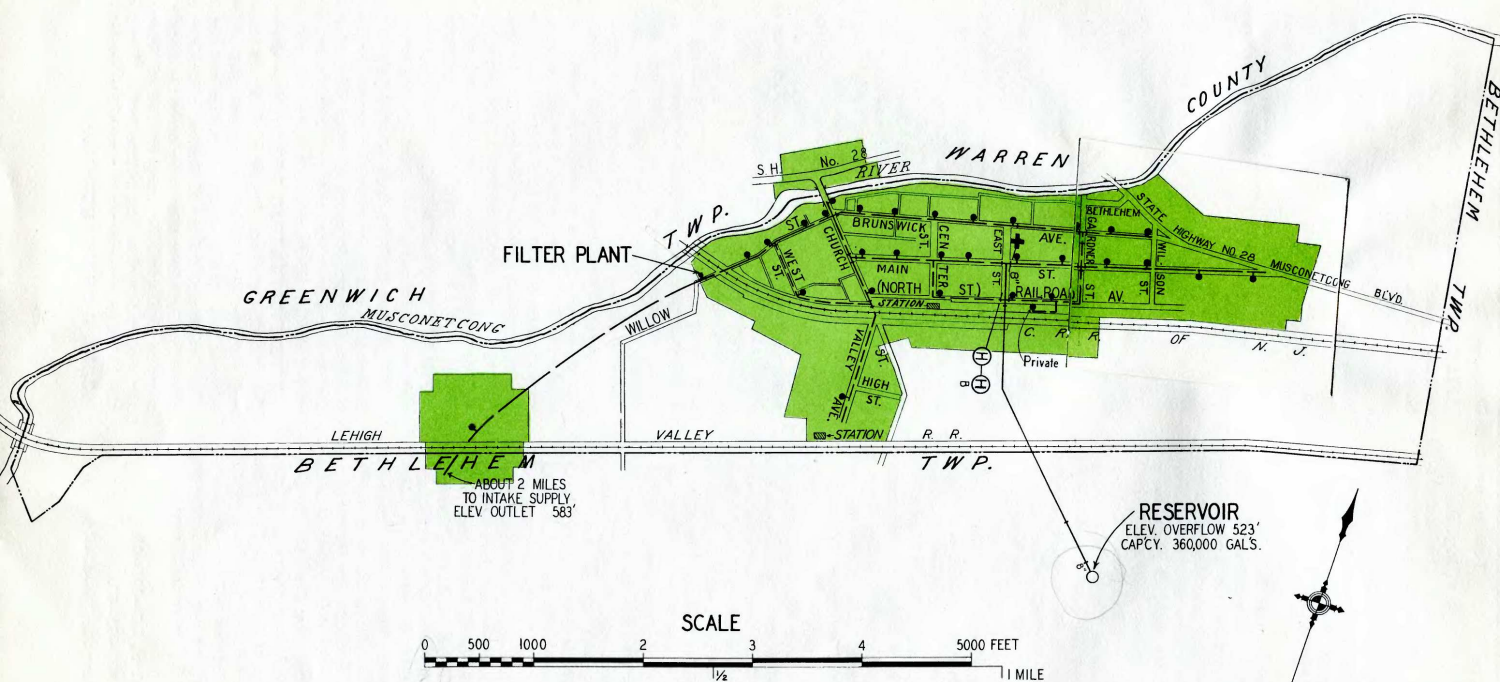 COUNTY
BETHLEHEM TWP.
WARREN
S.H. No. 28
RIVER
TWP.
FILTER PLANT
GREENWICH
MUSCONETCONG
WILLOW ST.
WEST ST.
CHURCH
BRUNSWICK AVE.
CENTER ST.
EAST ST.
8"
MAIN ST.
(NORTH ST.)
RAILROAD AV.
STATION
BETHLEHEM
GARDNER ST.
WILSON ST.
STATE HIGHWAY NO. 28
MUSCONETCONG BLVD.
C. R. R. OF N. J.
Private
H
H
8
VALLEY AVE.
ST.
HIGH ST.
STATION
LEHIGH VALLEY R. R.
BETHLEHEM TWP.
ABOUT 2 MILES
TO INTAKE SUPPLY
ELEV. OUTLET 583'
RESERVOIR
ELEV. OVERFLOW 523'
CAP'CY. 360,000 GAL'S.
8"
SCALE
0 500 1000 2 3 4 5000 FEET
1/2 1 MILE